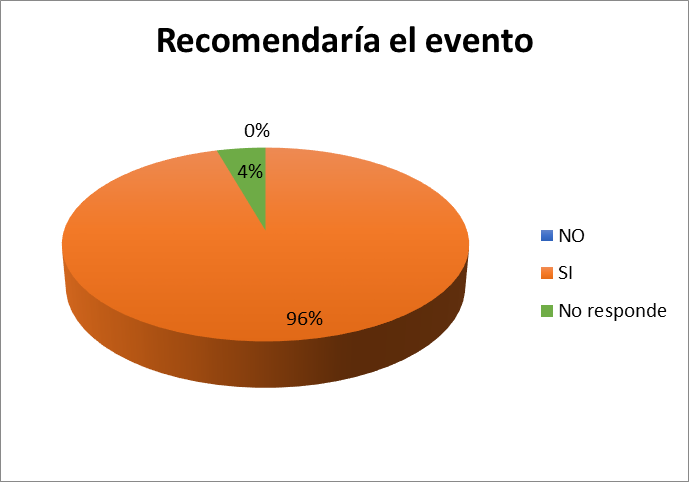 Recomendaría el evento
0%
4%
96%
NO
SI
No responde